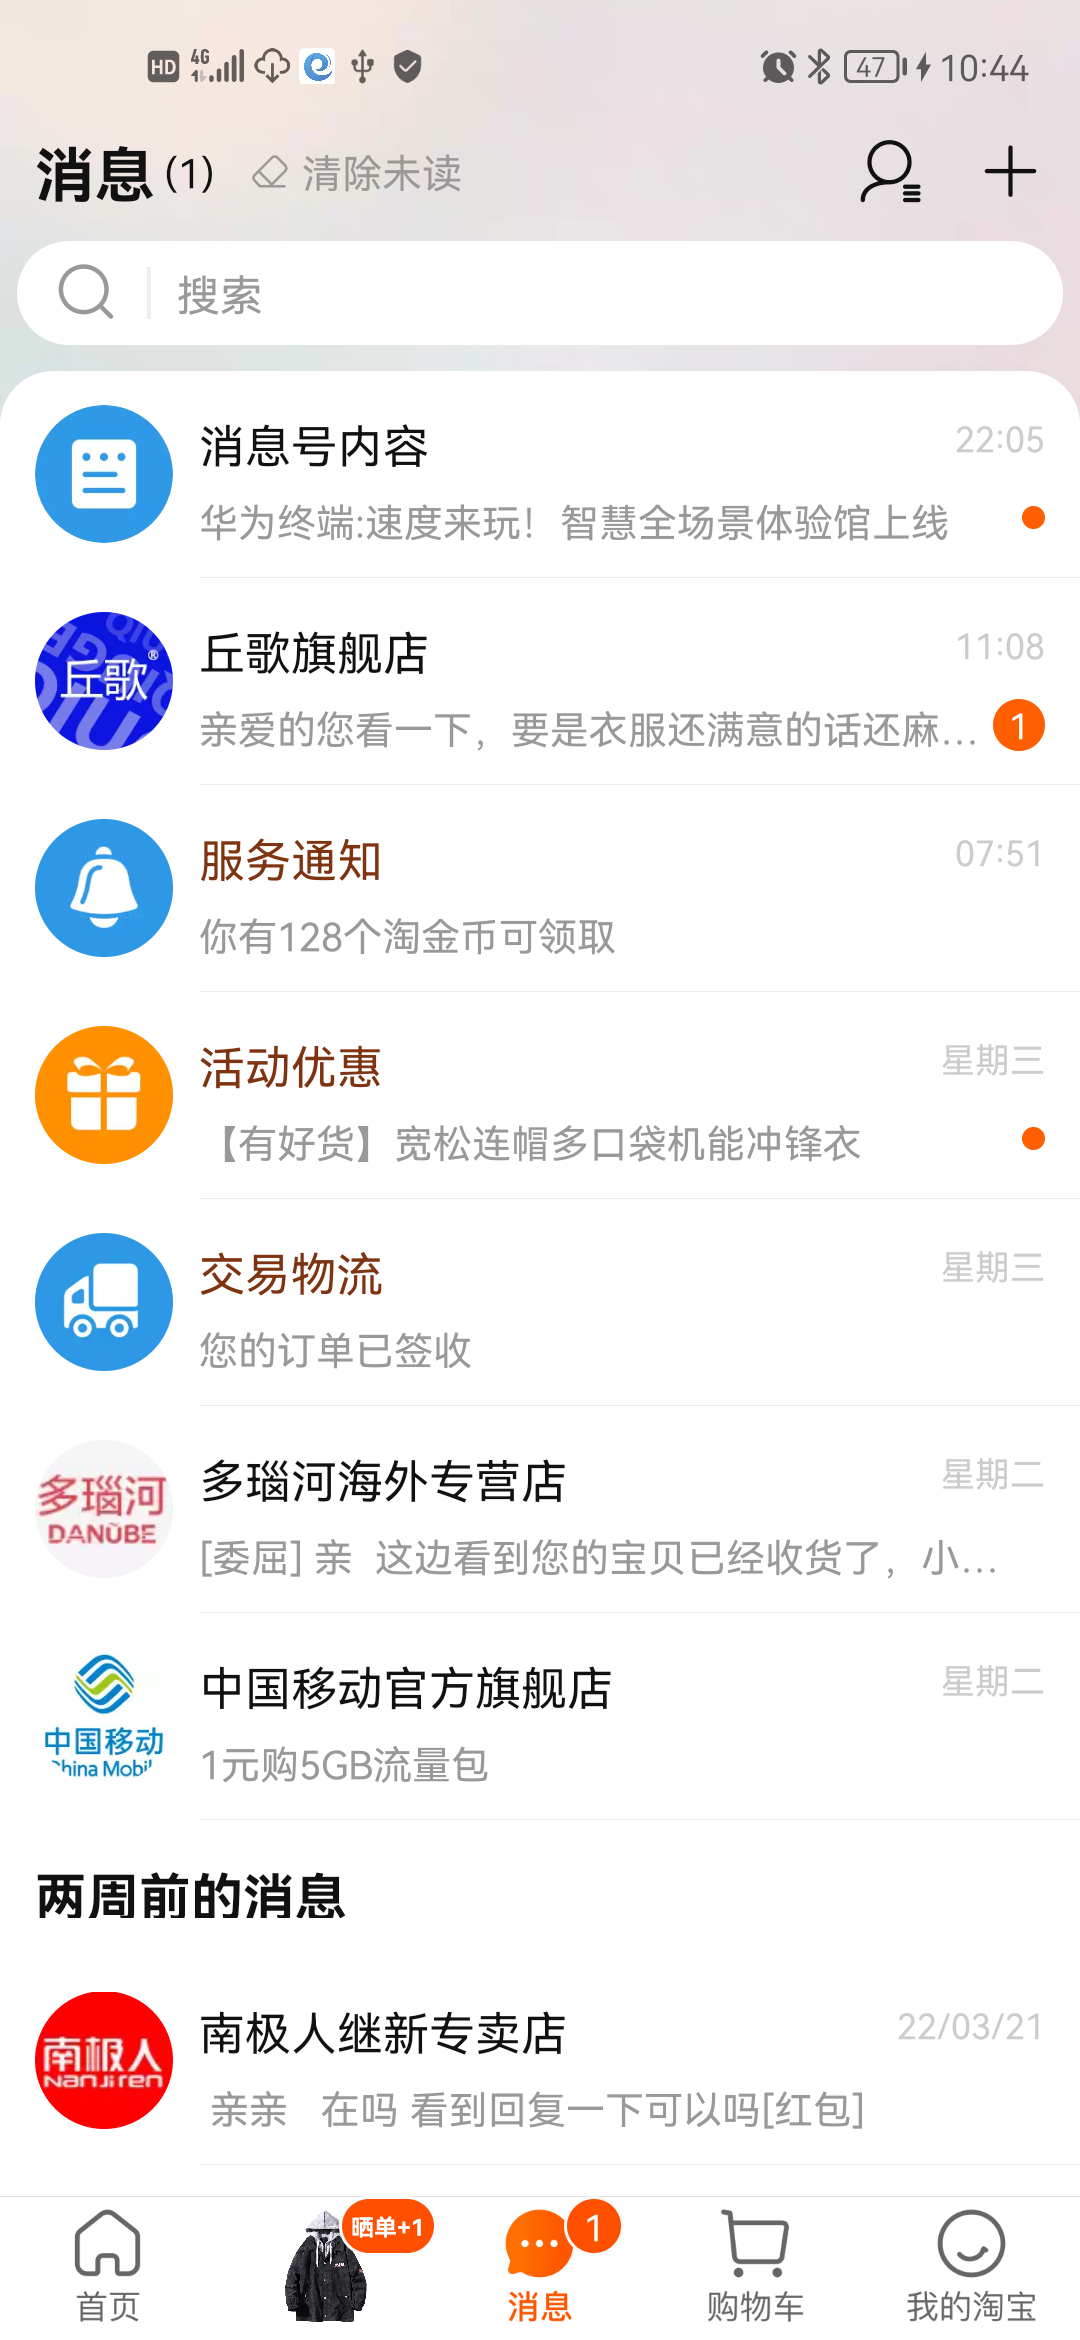 HD 4G 47 10:44
消息 (1) 清除未读
搜索
消息号内容 22:05
华为终端:速度来玩！智慧全场景体验馆上线
丘歌® 丘歌旗舰店 11:08
亲爱的您看一下，要是衣服还满意的话还麻... 1
服务通知 07:51
你有128个淘金币可领取
活动优惠 星期三
【有好货】宽松连帽多口袋机能冲锋衣
交易物流 星期三
您的订单已签收
多瑙河海外专营店 星期二
多瑙河
DANÜBE
[委屈] 亲 这边看到您的宝贝已经收货了，小...
中国移动官方旗舰店 星期二
中国移动
China Mobil
1元购5GB流量包
两周前的消息
南极人继新专卖店 22/03/21
南极人
NanJiren
亲亲 在吗 看到回复一下可以吗[红包]
晒单+1 1
首页 消息 购物车 我的淘宝